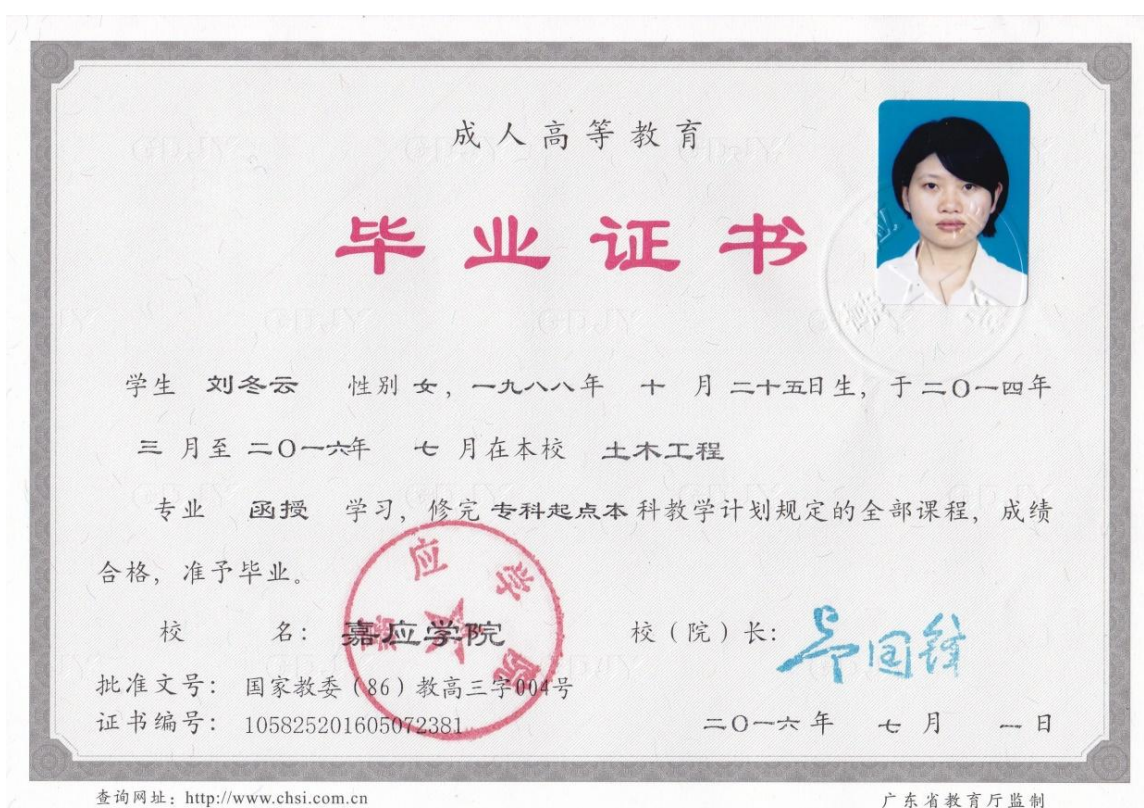 成人高等教育
毕业证书
学生 刘冬云 性别 女，一九八八年 十 月 二十五日生，于二〇一四年
三 月至 二〇一六年 七 月在本校 土木工程
专业 函授 学习，修完 专科起点本 科教学计划规定的全部课程，成绩
合格，准予毕业。
校 名： 嘉应学院 校（院）长：
批准文号： 国家教委（86）教高三字004号
证书编号： 105825201605072381 二〇一六年 七 月 一 日
查询网址：http://www.chsi.com.cn 广东省教育厅监制
嘉应学院
GDJY